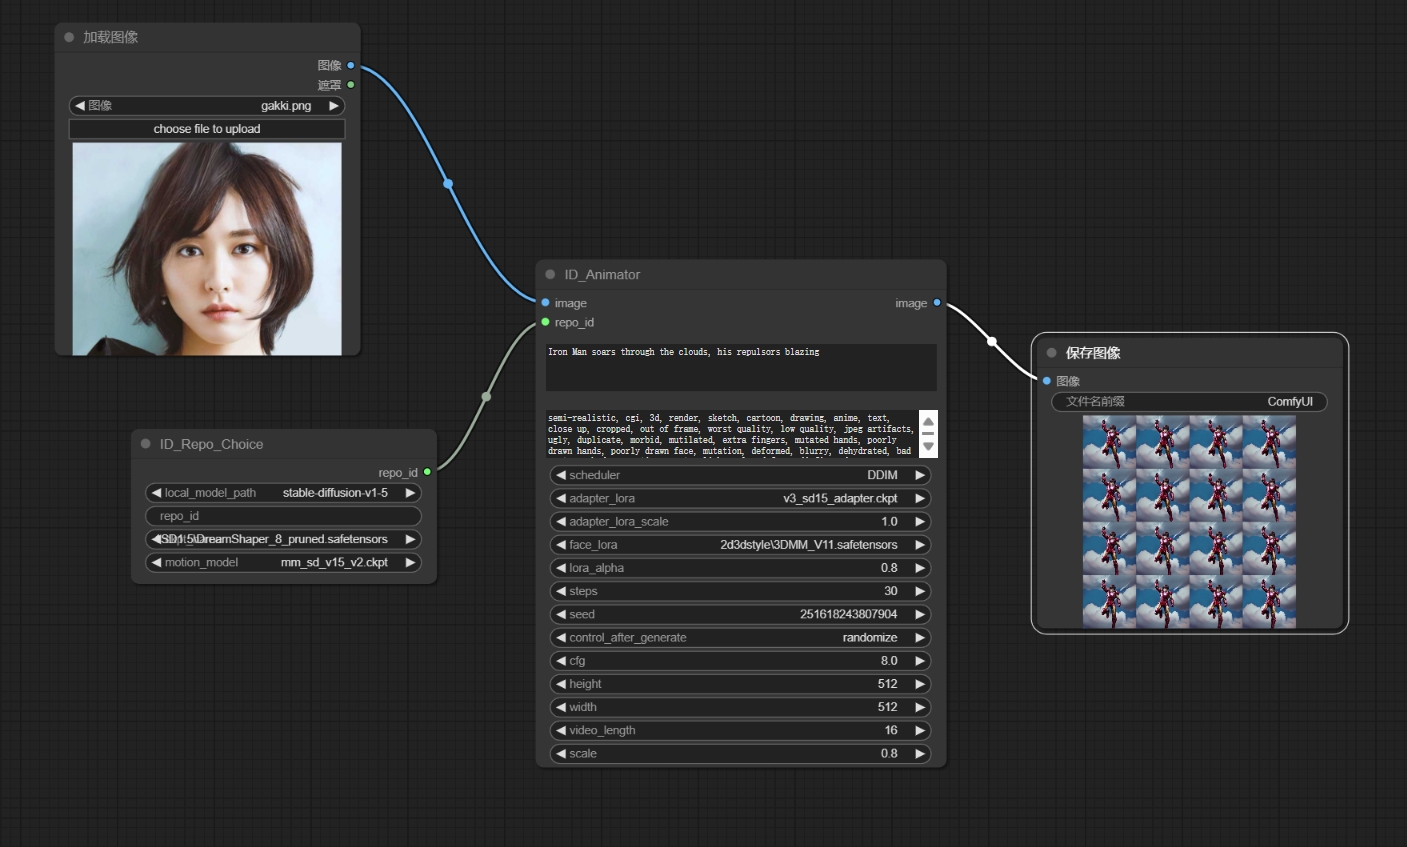 加载图像
图像
遮罩
图像 gakki.png
choose file to upload
ID_Repo_Choice
repo_id
local_model_path stable-diffusion-v1-5
repo_id
SD1.5\DreamShaper_8_pruned.safetensors
motion_model mm_sd_v15_v2.ckpt
ID_Animator
image image
repo_id
Iron Man soars through the clouds, his repulsors blazing
semi-realistic, cgi, 3d, render, sketch, cartoon, drawing, anime, text,
close up, cropped, out of frame, worst quality, low quality, jpeg artifacts,
ugly, duplicate, morbid, mutilated, extra fingers, mutated hands, poorly
drawn hands, poorly drawn face, mutation, deformed, blurry, dehydrated, bad
scheduler DDIM
adapter_lora v3_sd15_adapter.ckpt
adapter_lora_scale 1.0
face_lora 2d3dstyle\3DMM_V11.safetensors
lora_alpha 0.8
steps 30
seed 251618243807904
control_after_generate randomize
cfg 8.0
height 512
width 512
video_length 16
scale 0.8
保存图像
图像
文件名前缀 ComfyUI